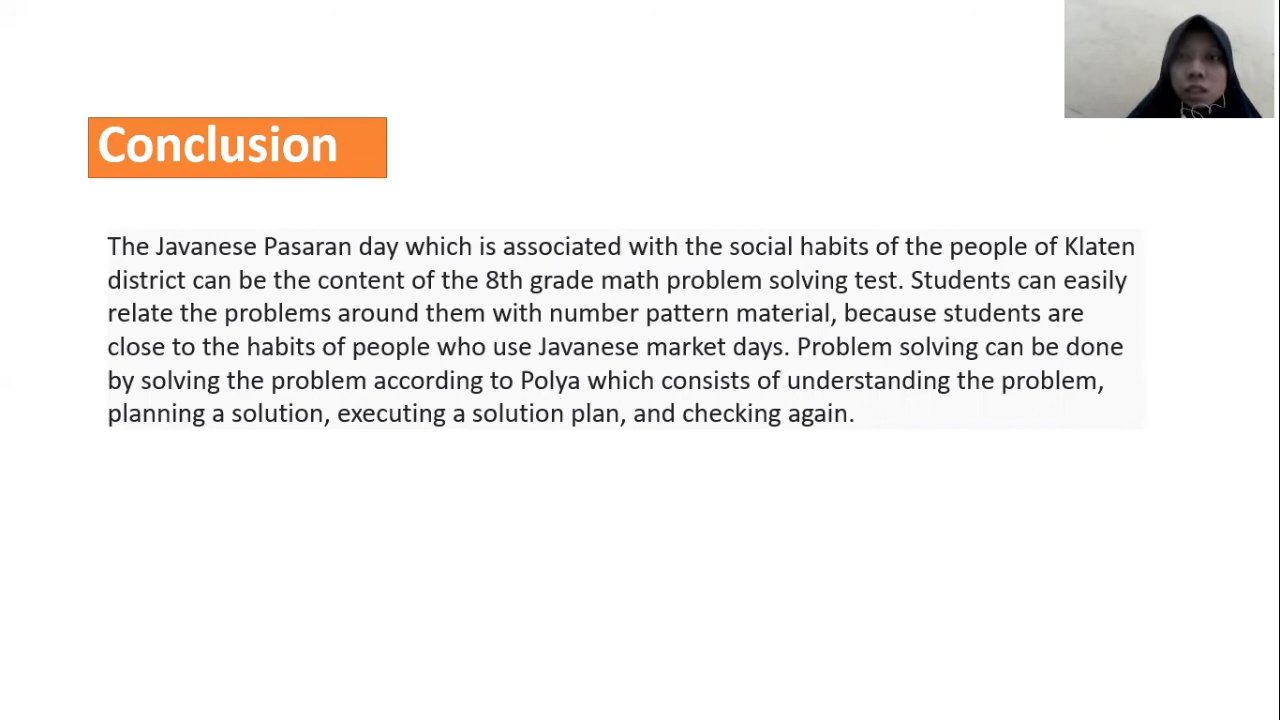 Conclusion
The Javanese Pasaran day which is associated with the social habits of the people of Klaten
district can be the content of the 8th grade math problem solving test. Students can easily
relate the problems around them with number pattern material, because students are
close to the habits of people who use Javanese market days. Problem solving can be done
by solving the problem according to Polya which consists of understanding the problem,
planning a solution, executing a solution plan, and checking again.